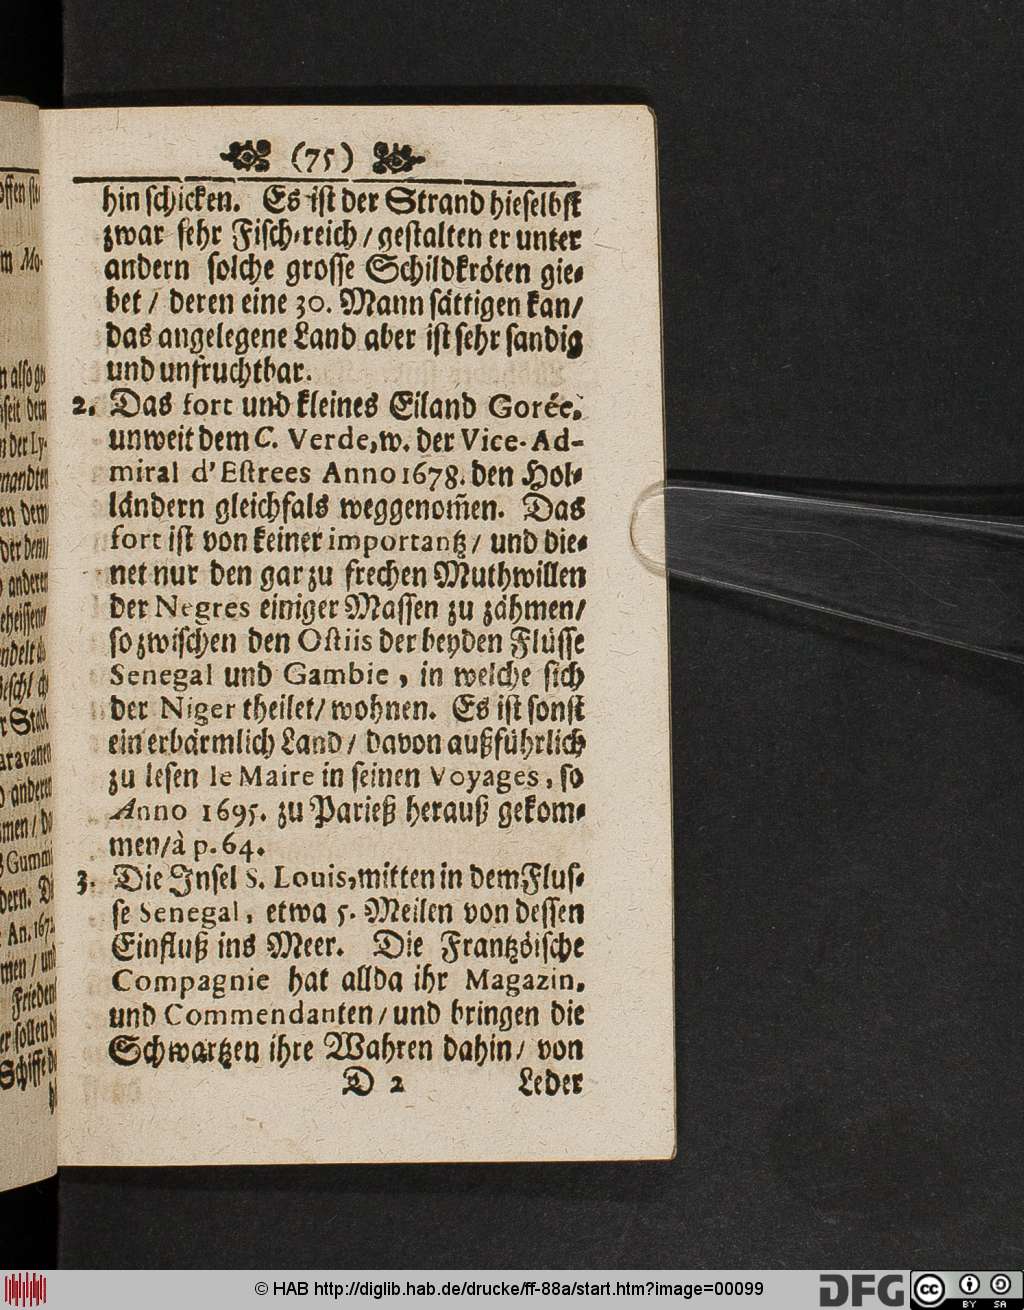 (75)
hin schicken. Es ist der Strand hieselbst
zwar sehr Fisch-reich / gestalten er unter
andern solche grosse Schildkröten gie-
bet / deren eine 30. Mann sättigen kan /
das angelegene Land aber ist sehr sandig
und unfruchtbar.
2. Das fort und kleines Eiland Gorée,
unweit dem C. Verde, w. der Vice-Ad-
miral d'Estrees Anno 1678. den Hol-
ländern gleichfals weggenom̃en. Das
fort ist von keiner importantz / und die-
net nur den gar zu frechen Muthwillen
der Negres einiger Massen zu zähmen /
so zwischen den Ostiis der beyden Flüsse
Senegal und Gambie, in welche sich
der Niger theilet / wohnen. Es ist sonst
ein erbärmlich Land / davon außführlich
zu lesen le Maire in seinen Voyages, so
Anno 1695. zu Parieß herauß gekom-
men / à p. 64.
3. Die Insel S. Louis, mitten in dem Flus-
se Senegal, etwa 5. Meilen von dessen
Einfluß ins Meer. Die Frantzöische
Compagnie hat allda ihr Magazin,
und Commendanten / und bringen die
Schwartzen ihre Wahren dahin / von
D 2 Leder
© HAB http://diglib.hab.de/drucke/ff-88a/start.htm?image=00099
DFG
cc BY SA